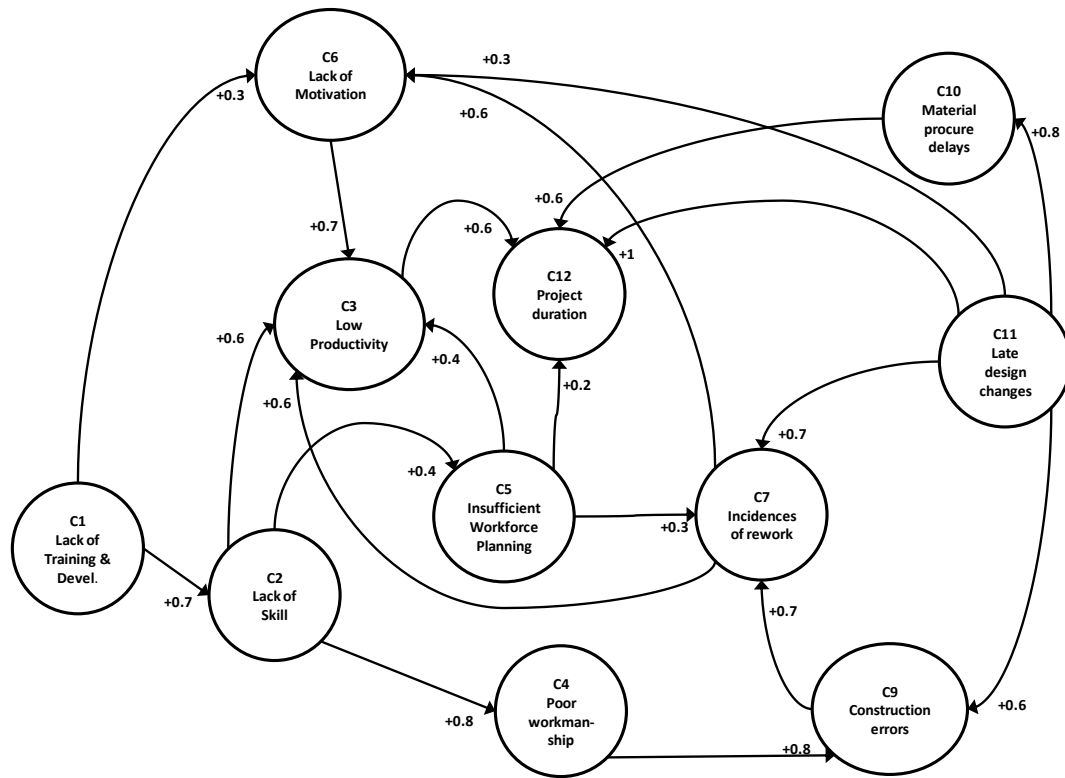 C6
Lack of
Motivation
+0.3
+0.3
+0.6
C10
Material
procure
delays
+0.8
+0.7
+0.6
+0.6
+1
C12
Project
duration
C3
Low
Productivity
+0.6
+0.4
+0.6
+0.2
C11
Late
design
changes
+0.7
+0.4
C5
Insufficient
Workforce
Planning
+0.3
C7
Incidences
of rework
C1
Lack of
Training &
Devel.
+0.7
C2
Lack of
Skill
+0.7
+0.8
C4
Poor
workman-
ship
+0.8
C9
Construction
errors
+0.6